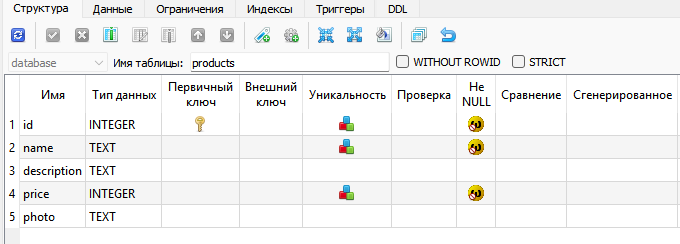 Структура Данные Ограничения Индексы Триггеры DDL
database Имя таблицы: products WITHOUT ROWID STRICT
Имя Тип данных Первичный ключ Внешний ключ Уникальность Проверка Не NULL Сравнение Сгенерированное
1 id INTEGER
2 name TEXT
3 description TEXT
4 price INTEGER
5 photo TEXT